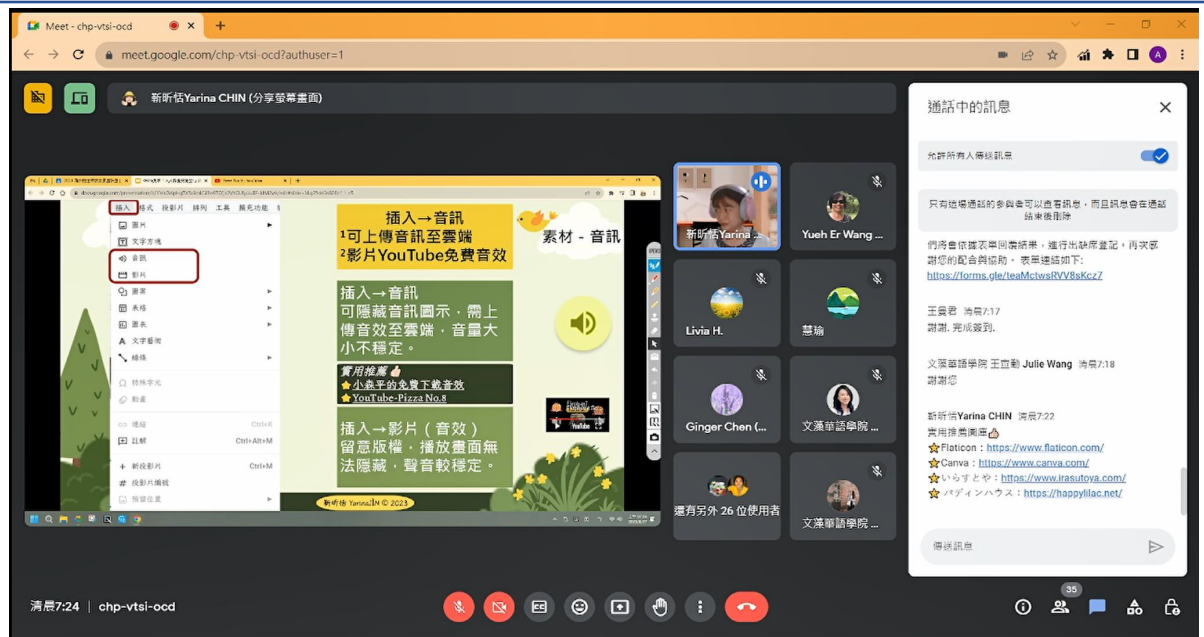 Meet - chp-vtsi-ocd
meet.google.com/chp-vtsi-ocd?authuser=1
A
靳昕恬Yarina CHIN (分享螢幕畫面)
插入 格式 投影片 排列 工具 擴充功能
圖片
文字方塊
音訊
影片
圖案
表格
圖表
文字藝術
線條
特殊字元
動畫
連結 Ctrl+K
註解 Ctrl+Alt+M
新投影片 Ctrl+M
投影片編號
預留位置
插入→音訊
1可上傳音訊至雲端
2影片YouTube免費音效
素材 - 音訊
插入→音訊
可隱藏音訊圖示，需上
傳音效至雲端，音量大
小不穩定。
實用推薦
小森平的免費下載音效
YouTube-Pizza No.8
插入→影片（音效）
留意版權，播放畫面無
法隱藏，聲音較穩定。
靳昕恬 YarinaJIN © 2023
靳昕恬Yarina ...
Yueh Er Wang ...
Livia H.
慧瑜
Ginger Chen (...
文藻華語學院 ...
還有另外 26 位使用者
文藻華語學院 ...
通話中的訊息
允許所有人傳送訊息
只有這場通話的參與者可以查看訊息，而且訊息會在通話
結束後刪除
們將會依據表單回饋結果，進行出缺席登記，再次感
謝您的配合與協助。 表單連結如下:
https://forms.gle/teaMctwsRVV8sKcz7
王曼君 清晨7:17
謝謝, 完成簽到.
文藻華語學院 王宜勤 Julie Wang 清晨7:18
謝謝您
靳昕恬Yarina CHIN 清晨7:22
實用推薦圖庫
Flaticon：https://www.flaticon.com/
Canva：https://www.canva.com/
いらすとや：https://www.irasutoya.com/
パディンハウス：https://happylilac.net/
傳送訊息
清晨7:24 | chp-vtsi-ocd
35